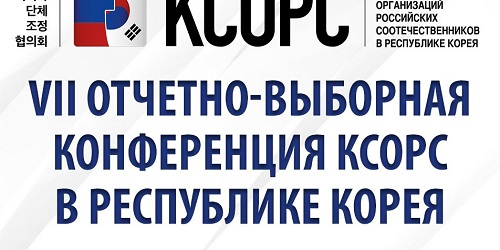 단체
조정
협의회
КСОРС
ОРГАНИЗАЦИЙ
РОССИЙСКИХ
СООТЕЧЕСТВЕННИКОВ
В РЕСПУБЛИКЕ КОРЕЯ
VII ОТЧЕТНО-ВЫБОРНАЯ
КОНФЕРЕНЦИЯ КСОРС
В РЕСПУБЛИКЕ КОРЕЯ